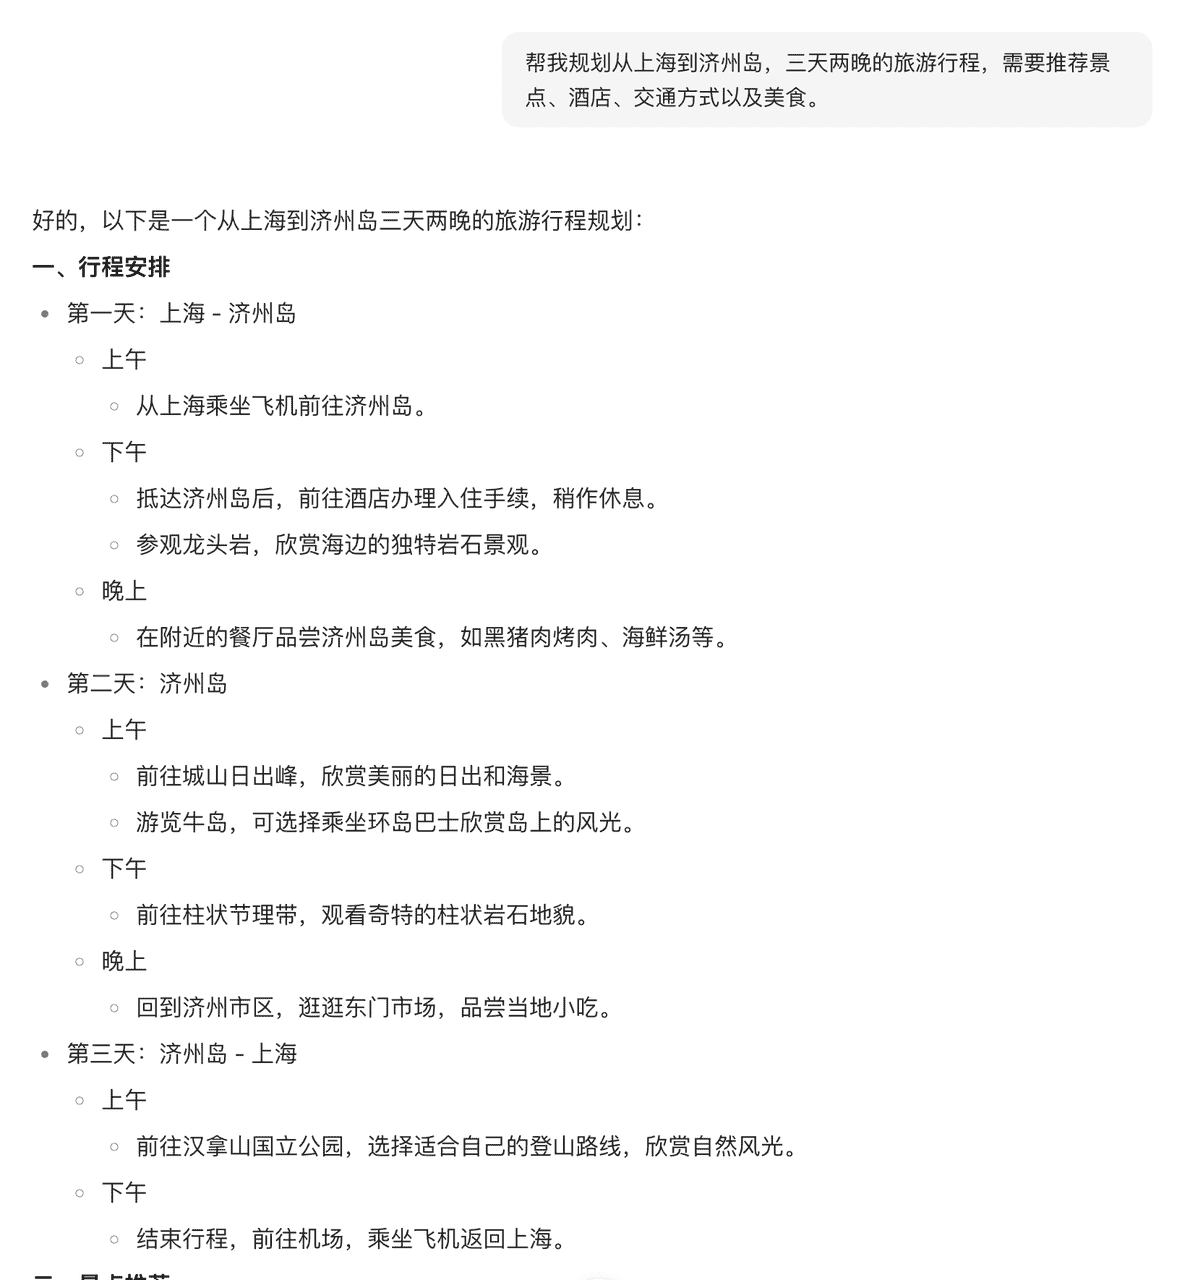 帮我规划从上海到济州岛，三天两晚的旅游行程，需要推荐景
点、酒店、交通方式以及美食。
好的，以下是一个从上海到济州岛三天两晚的旅游行程规划：
一、行程安排
第一天：上海 - 济州岛
上午
从上海乘坐飞机前往济州岛。
下午
抵达济州岛后，前往酒店办理入住手续，稍作休息。
参观龙头岩，欣赏海边的独特岩石景观。
晚上
在附近的餐厅品尝济州岛美食，如黑猪肉烤肉、海鲜汤等。
第二天：济州岛
上午
前往城山日出峰，欣赏美丽的日出和海景。
游览牛岛，可选择乘坐环岛巴士欣赏岛上的风光。
下午
前往柱状节理带，观看奇特的柱状岩石地貌。
晚上
回到济州市区，逛逛东门市场，品尝当地小吃。
第三天：济州岛 - 上海
上午
前往汉拿山国立公园，选择适合自己的登山路线，欣赏自然风光。
下午
结束行程，前往机场，乘坐飞机返回上海。